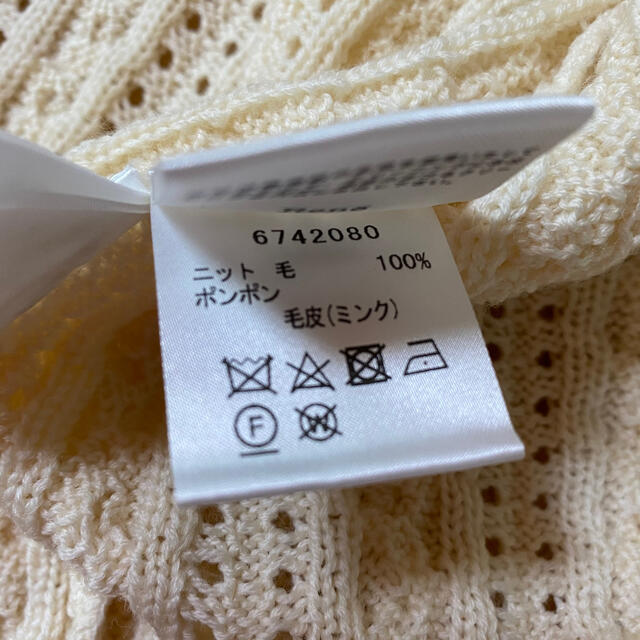 6742080
ニット 毛 100%
ポンポン
毛皮(ミンク)
F
W